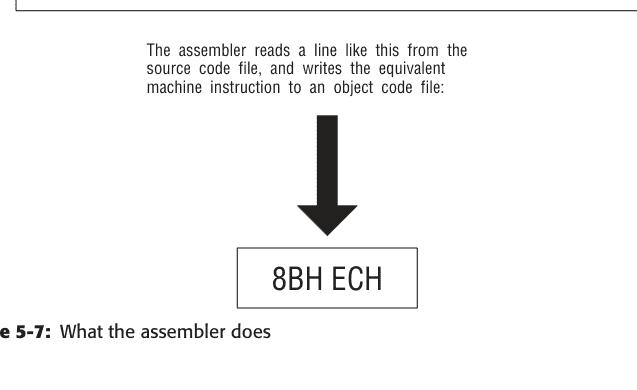 The assembler reads a line like this from the
source code file, and writes the equivalent
machine instruction to an object code file:
8BH ECH
e 5-7: What the assembler does